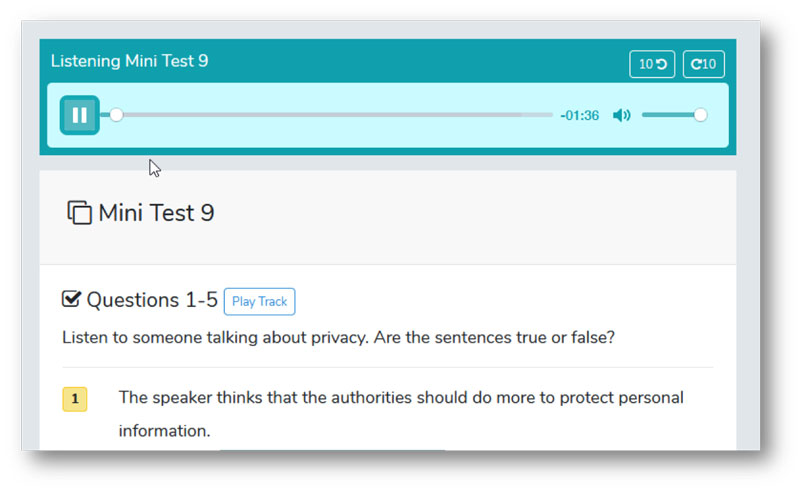 Listening Mini Test 9
10
10
-01:36
Mini Test 9
Questions 1-5 Play Track
Listen to someone talking about privacy. Are the sentences true or false?
1 The speaker thinks that the authorities should do more to protect personal
information.